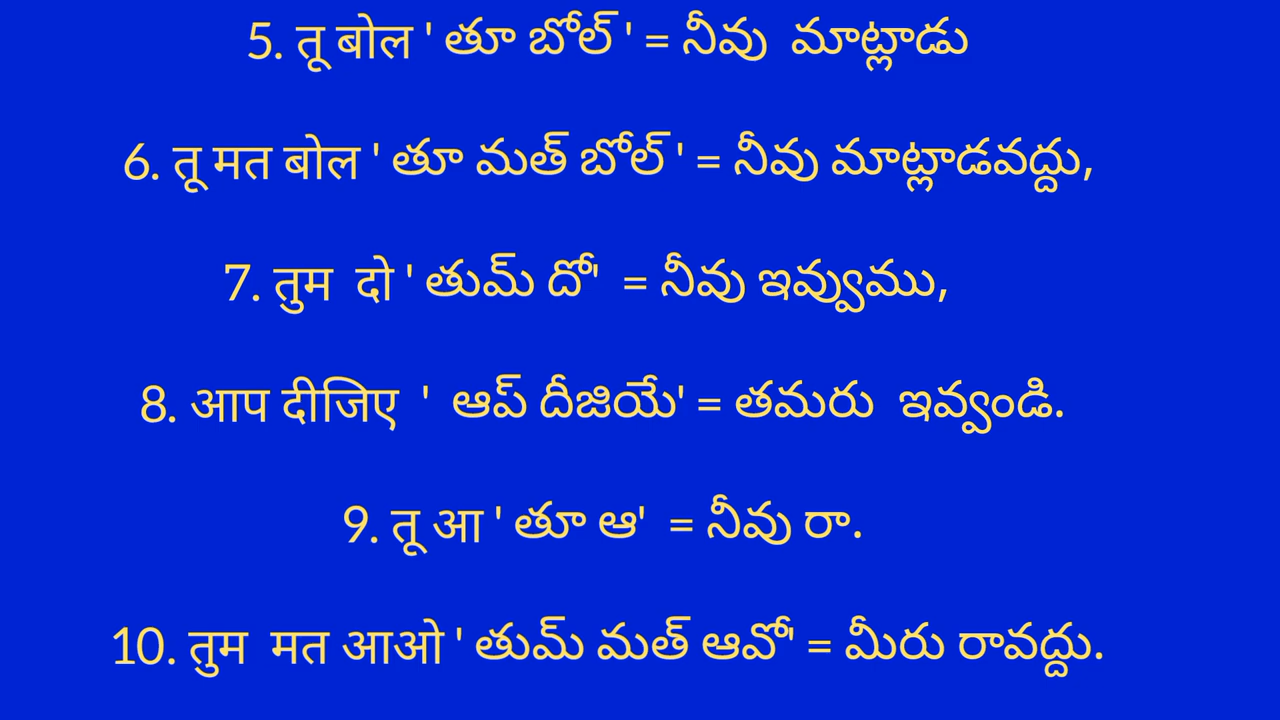 5. तू बोल ' తూ బోల్ ' = నీవు మాట్లాడు
6. तू मत बोल ' తూ మత్ బోల్ ' = నీవు మాట్లాడవద్దు,
7. तुम दो ' తుమ్ దో' = నీవు ఇవ్వుము,
8. आप दीजिए ' ఆప్ దీజియే' = తమరు ఇవ్వండి.
9. तू आ ' తూ ఆ' = నీవు రా.
10. तुम मत आओ ' తుమ్ మత్ ఆవో' = మీరు రావద్దు.